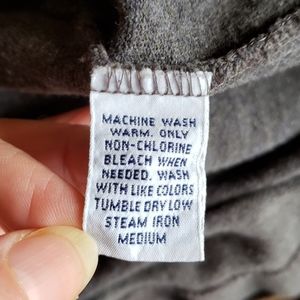 MACHINE WASH
WARM. ONLY
NON-CHLORINE
BLEACH WHEN
NEEDED. WASH
WITH LIKE COLORS
TUMBLE DRY LOW
STEAM IRON
MEDIUM